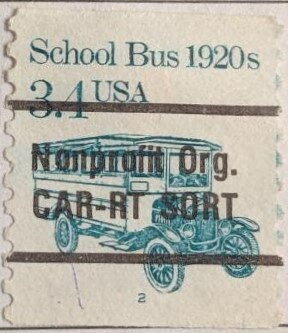 School Bus 1920s
3.4 USA
Nonprofit Org.
CAR-RT SORT
2